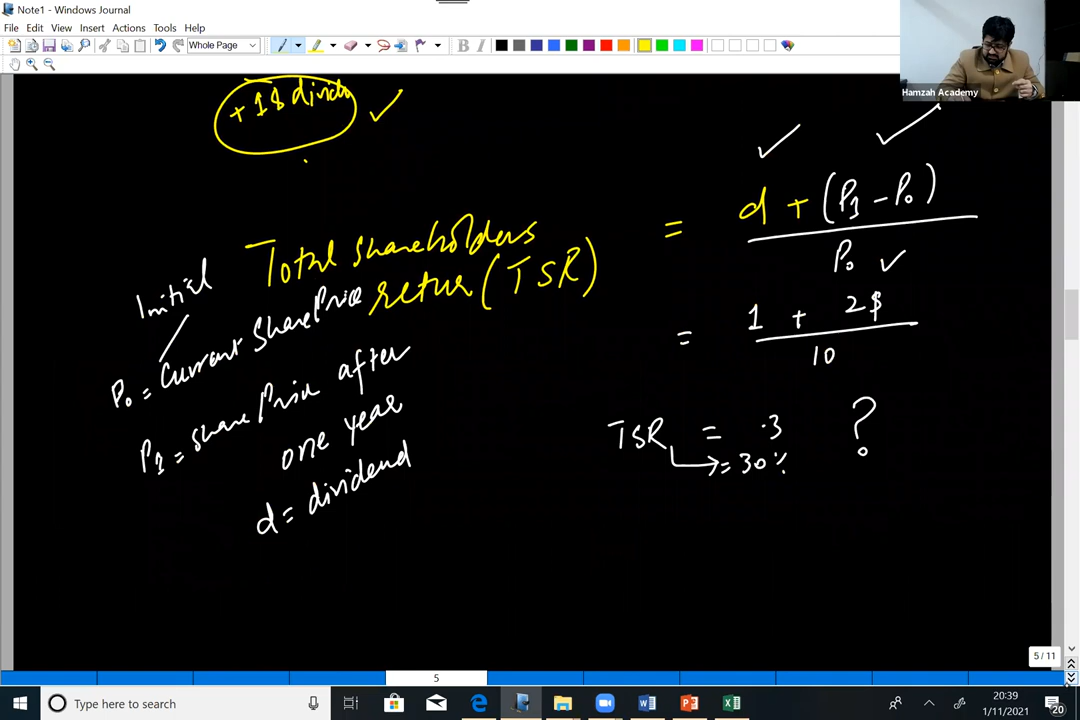 Note1 - Windows Journal
File Edit View Insert Actions Tools Help
Whole Page
B I
Hamzah Academy
+ 1$ divide
Total Shareholders
return (TSR)
= d + (P1 - P0)
P0
Initial
P0 = Current Share Price
P1 = Share Price after
one year
d = dividend
= 1 + 2$
10
TSR = .3 ?
= 30%
5/11
5
Type here to search
20:39
1/11/2021
20